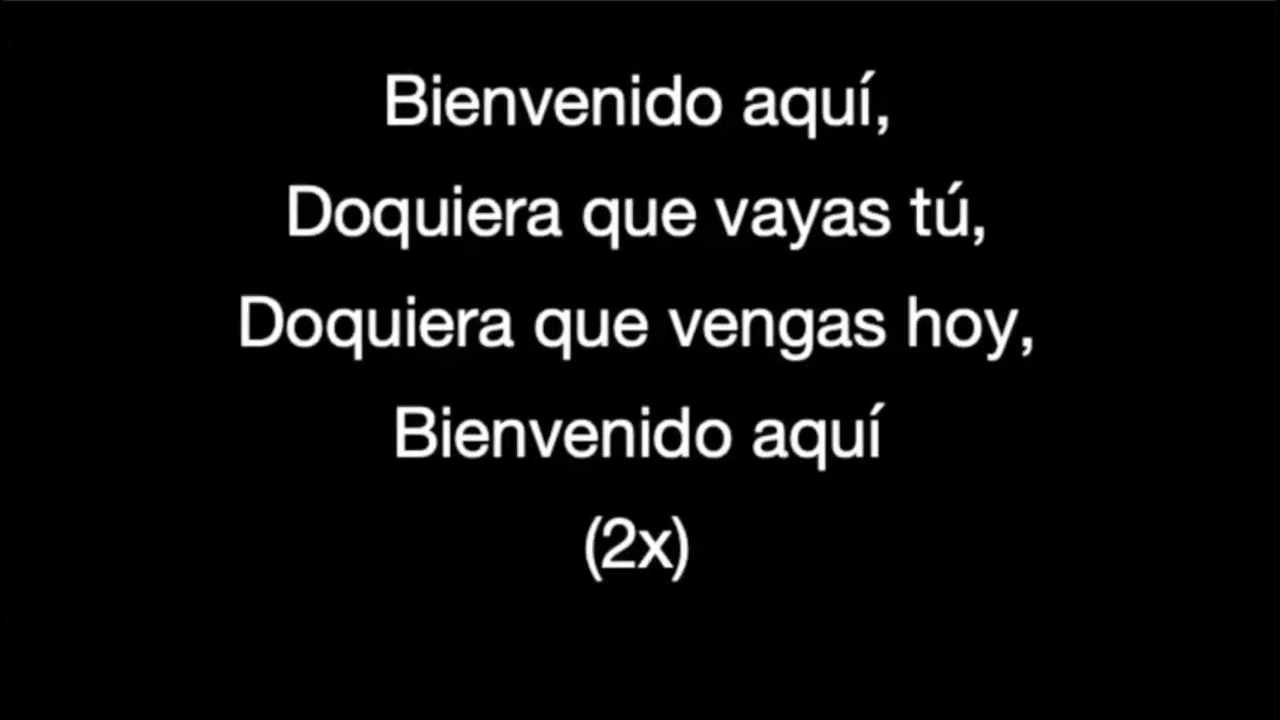 Bienvenido aquí,
Doquiera que vayas tú,
Doquiera que vengas hoy,
Bienvenido aquí
(2x)